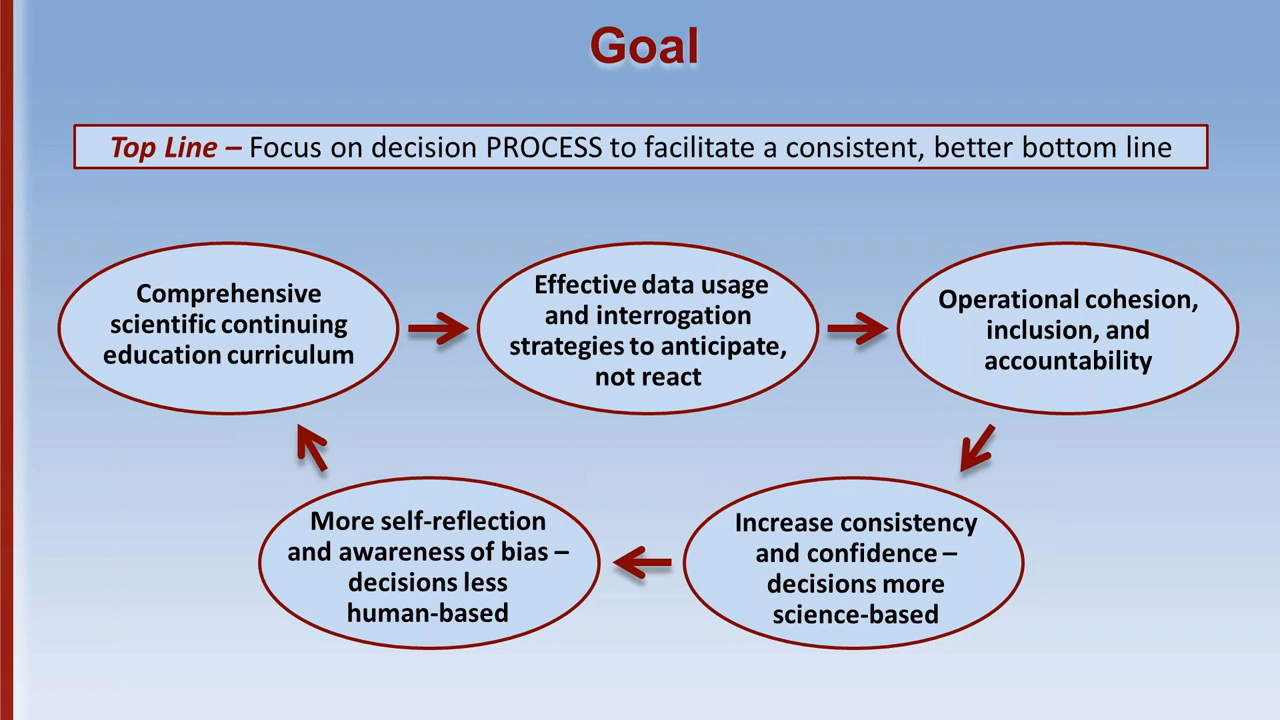 Goal
Top Line – Focus on decision PROCESS to facilitate a consistent, better bottom line
Comprehensive
scientific continuing
education curriculum
Effective data usage
and interrogation
strategies to anticipate,
not react
Operational cohesion,
inclusion, and
accountability
More self-reflection
and awareness of bias –
decisions less
human-based
Increase consistency
and confidence –
decisions more
science-based